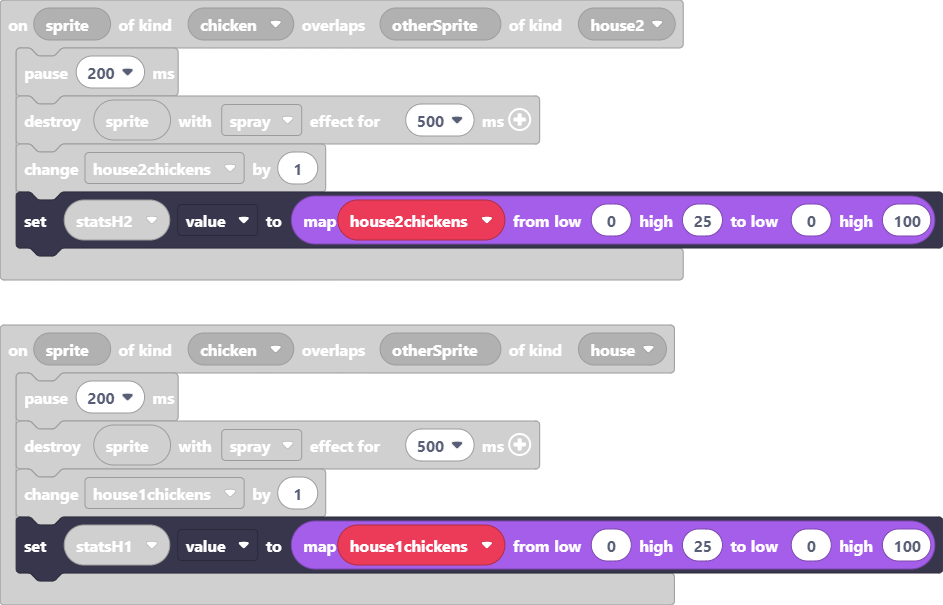 on sprite of kind chicken overlaps otherSprite of kind house2
pause 200 ms
destroy sprite with spray effect for 500 ms
change house2chickens by 1
set statsH2 value to map house2chickens from low 0 high 25 to low 0 high 100
on sprite of kind chicken overlaps otherSprite of kind house
pause 200 ms
destroy sprite with spray effect for 500 ms
change house1chickens by 1
set statsH1 value to map house1chickens from low 0 high 25 to low 0 high 100